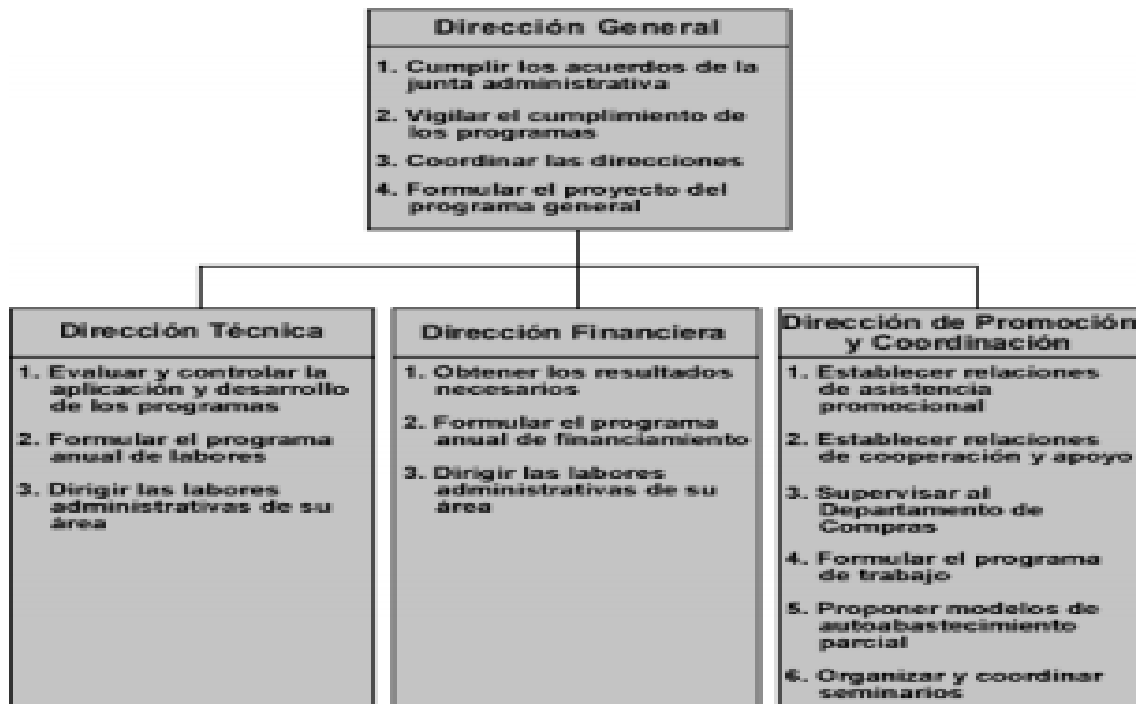 Dirección General
1. Cumplir los acuerdos de la
junta administrativa
2. Vigilar el cumplimiento de
los programas
3. Coordinar las direcciones
4. Formular el proyecto del
programa general
Dirección Técnica
1. Evaluar y controlar la
aplicación y desarrollo
de los programas
2. Formular el programa
anual de labores
3. Dirigir las labores
administrativas de su
área
Dirección Financiera
1. Obtener los resultados
necesarios
2. Formular el programa
anual de financiamiento
3. Dirigir las labores
administrativas de su
área
Dirección de Promoción
y Coordinación
1. Establecer relaciones
de asistencia
promocional
2. Establecer relaciones
de cooperación y apoyo
3. Supervisar al
Departamento de
Compras
4. Formular el programa
de trabajo
5. Proponer modelos de
autoabastecimiento
parcial
6. Organizar y coordinar
seminarios